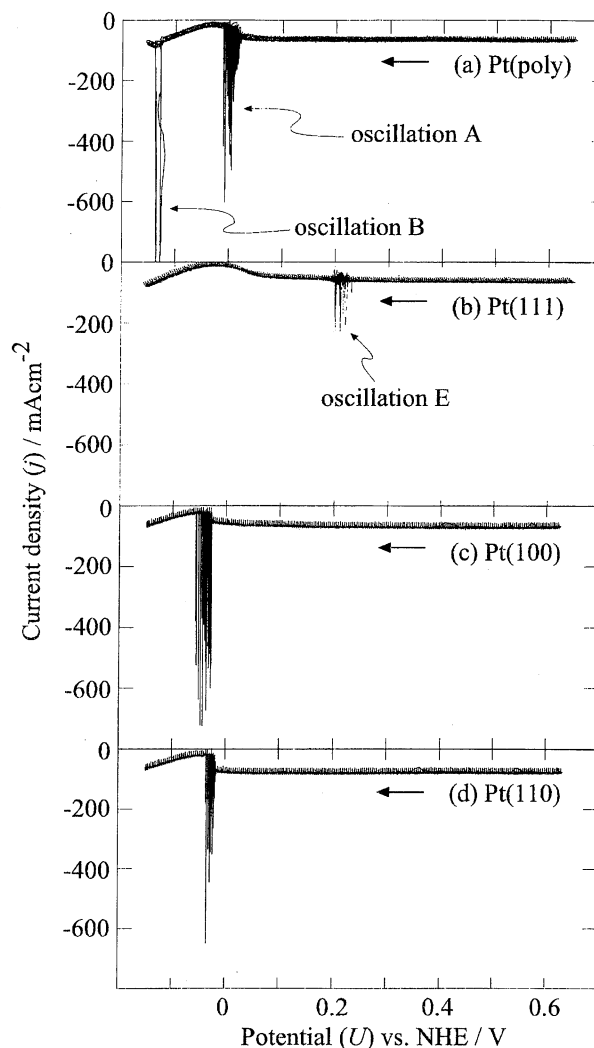 0
-200
-400
-600
(a) Pt(poly)
oscillation A
oscillation B
0
-200
-400
-600
(b) Pt(111)
oscillation E
0
-200
-400
-600
(c) Pt(100)
0
-200
-400
-600
(d) Pt(110)
Current density (j) / mAcm-2
0 0.2 0.4 0.6
Potential (U) vs. NHE / V